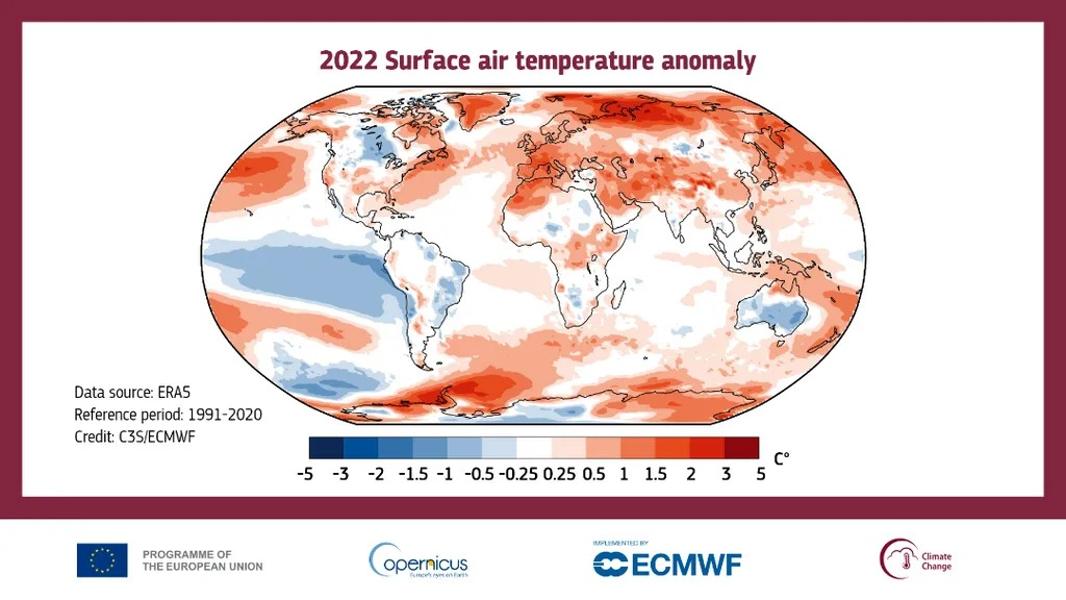 2022 Surface air temperature anomaly
Data source: ERA5
Reference period: 1991-2020
Credit: C3S/ECMWF
-5 -3 -2 -1.5 -1 -0.5 -0.25 0.25 0.5 1 1.5 2 3 5 C°
PROGRAMME OF
THE EUROPEAN UNION
opernicus
Europe's eyes on Earth
IMPLEMENTED BY
ECMWF
Climate
Change